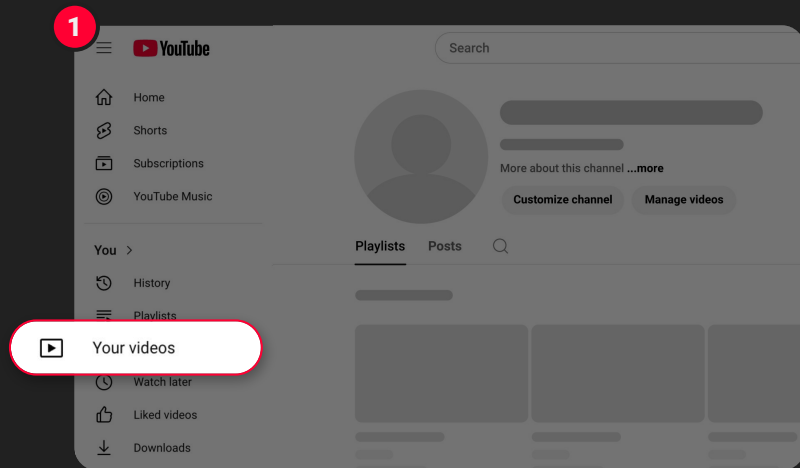 1
YouTube
Search
Home
Shorts
Subscriptions
YouTube Music
More about this channel ...more
Customize channel
Manage videos
Playlists
Posts
You >
History
Playlists
Your videos
Watch later
Liked videos
Downloads